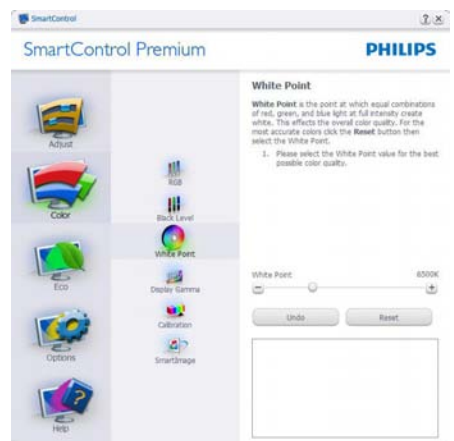 SmartControl
SmartControl Premium
PHILIPS
Adjust
Color
Eco
Options
Help
RGB
Black Level
White Point
Display Gamma
Calibration
SmartImage
White Point
White Point is the point at which equal combinations
of red, green, and blue light at full intensity create
white. This effects the overall color quality. For the
most accurate colors click the Reset button then
select the White Point.
1. Please select the White Point value for the best
possible color quality.
White Point 6500K
Undo Reset